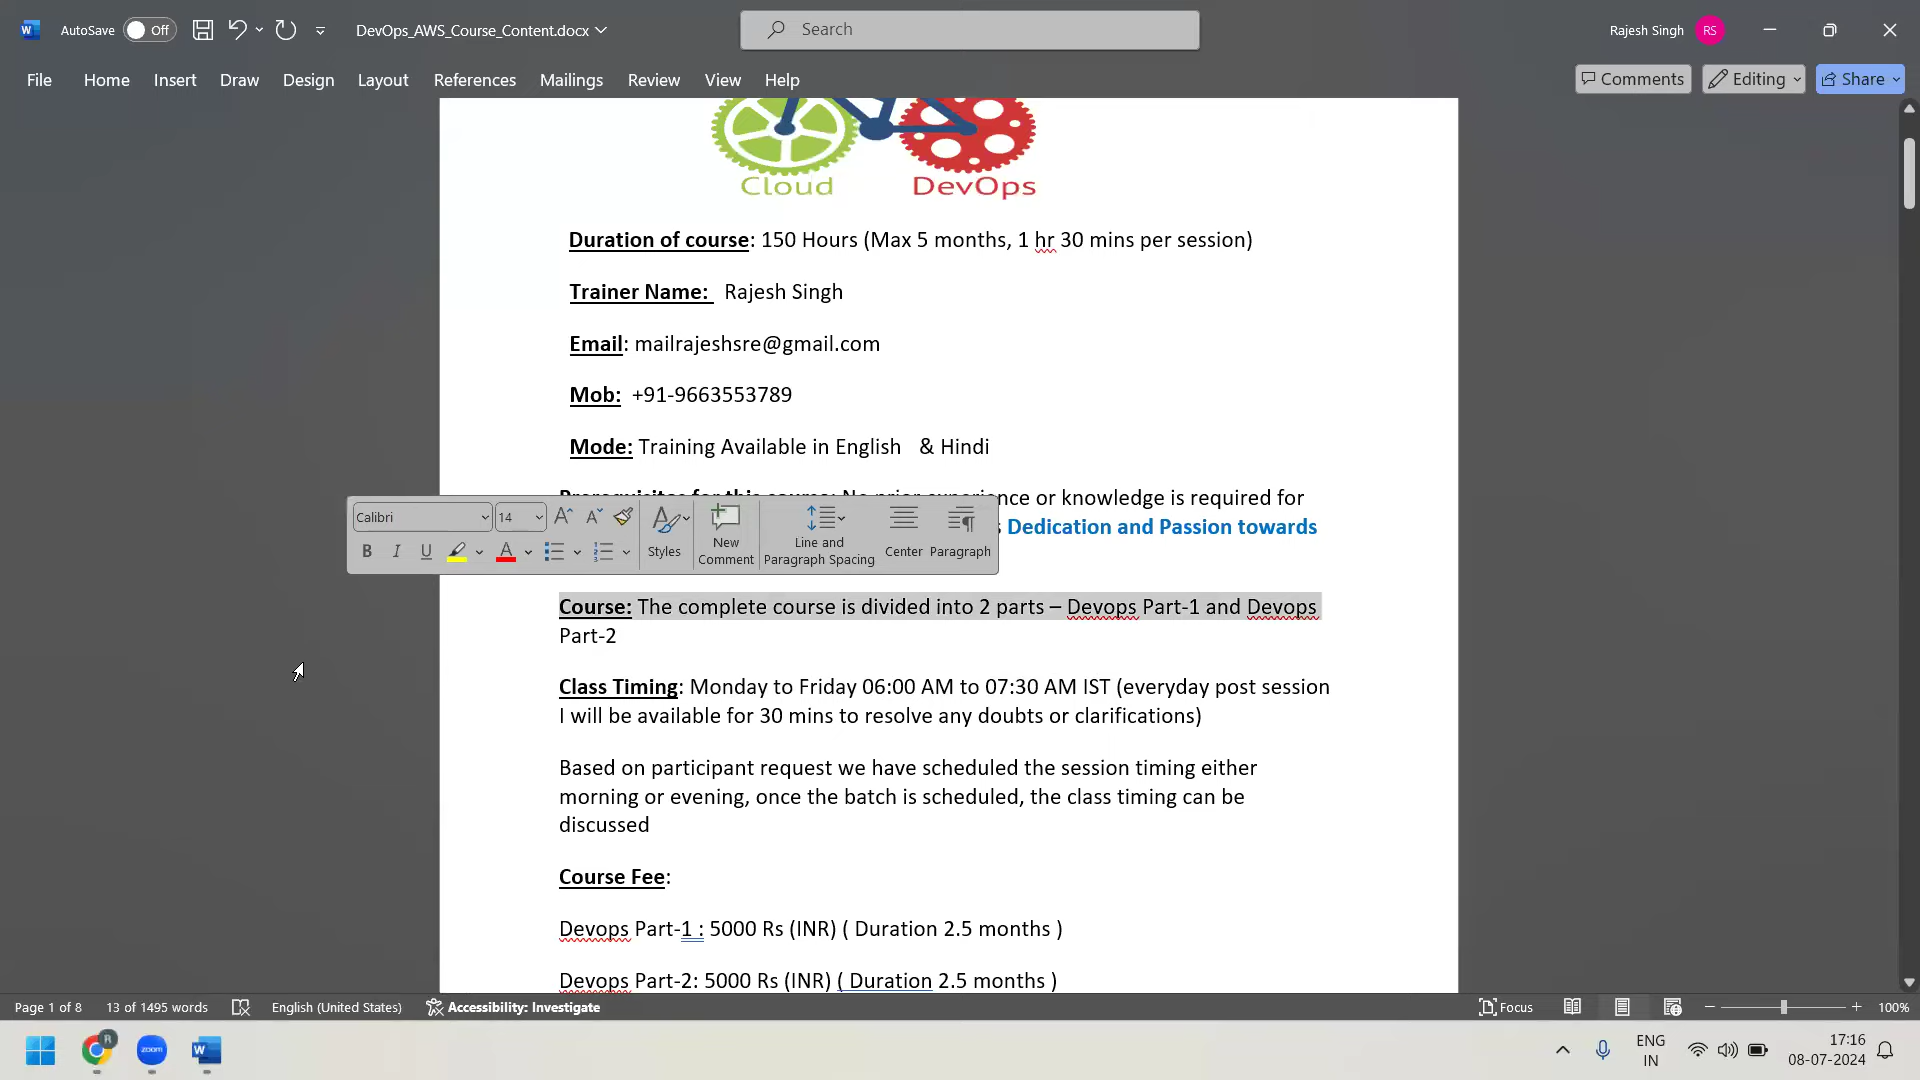 AutoSave Off DevOps_AWS_Course_Content.docx Search Rajesh Singh RS
File Home Insert Draw Design Layout References Mailings Review View Help Comments Editing Share
Cloud DevOps
Duration of course: 150 Hours (Max 5 months, 1 hr 30 mins per session)
Trainer Name: Rajesh Singh
Email: mailrajeshsre@gmail.com
Mob: +91-9663553789
Mode: Training Available in English & Hindi
Prerequisites for this course: No prior experience or knowledge is required for
Dedication and Passion towards
Calibri 14
B I U A Styles New Comment Line and Paragraph Spacing Center Paragraph
Course: The complete course is divided into 2 parts – Devops Part-1 and Devops
Part-2
Class Timing: Monday to Friday 06:00 AM to 07:30 AM IST (everyday post session
I will be available for 30 mins to resolve any doubts or clarifications)
Based on participant request we have scheduled the session timing either
morning or evening, once the batch is scheduled, the class timing can be
discussed
Course Fee:
Devops Part-1 : 5000 Rs (INR) ( Duration 2.5 months )
Devops Part-2: 5000 Rs (INR) ( Duration 2.5 months )
Page 1 of 8 13 of 1495 words English (United States) Accessibility: Investigate Focus 100%
R zoom W ENG IN 17:16 08-07-2024